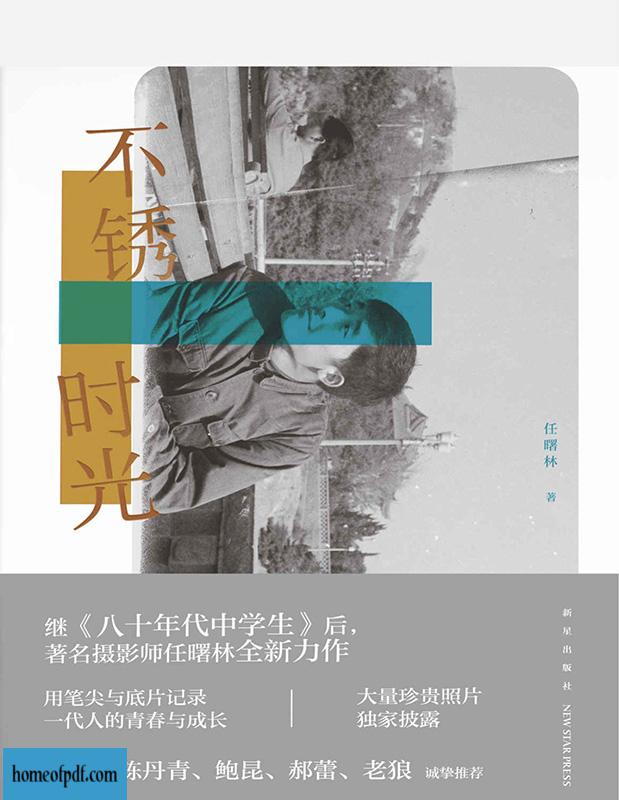 不锈时光
任曙林 著
继《八十年代中学生》后，
著名摄影师任曙林全新力作
用笔尖与底片记录
一代人的青春与成长
大量珍贵照片
独家披露
陈丹青、鲍昆、郝蕾、老狼 诚挚推荐
新星出版社 NEW STAR PRESS
homeofpdf.com